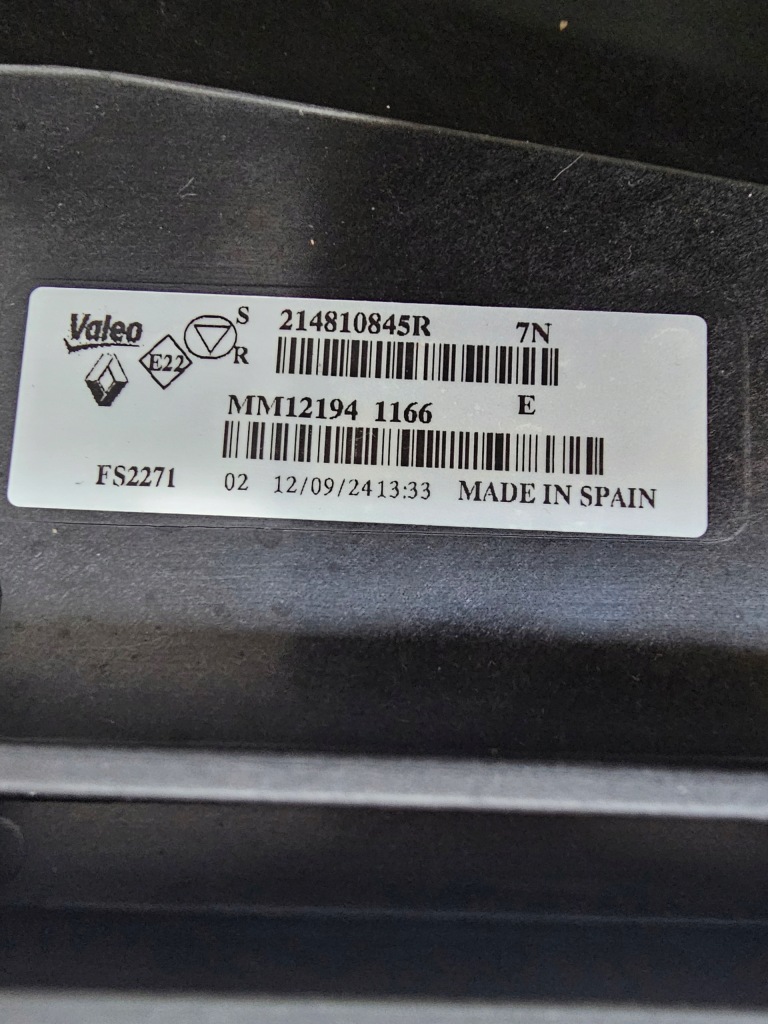 Valeo
E22
S
R
214810845R 7N
MM12194 1166 E
FS2271 02 12/09/24 13:33 MADE IN SPAIN